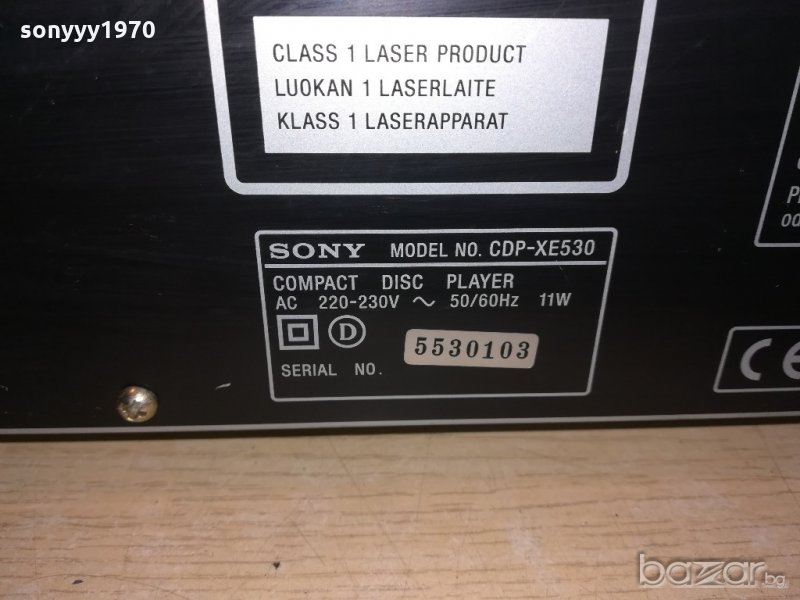 sonyyy1970
CLASS 1 LASER PRODUCT
LUOKAN 1 LASERLAITE
KLASS 1 LASERAPPARAT
SONY MODEL NO. CDP-XE530
COMPACT DISC PLAYER
AC 220-230V ~ 50/60Hz 11W
D
SERIAL NO. 5530103
CE
bazar.bg